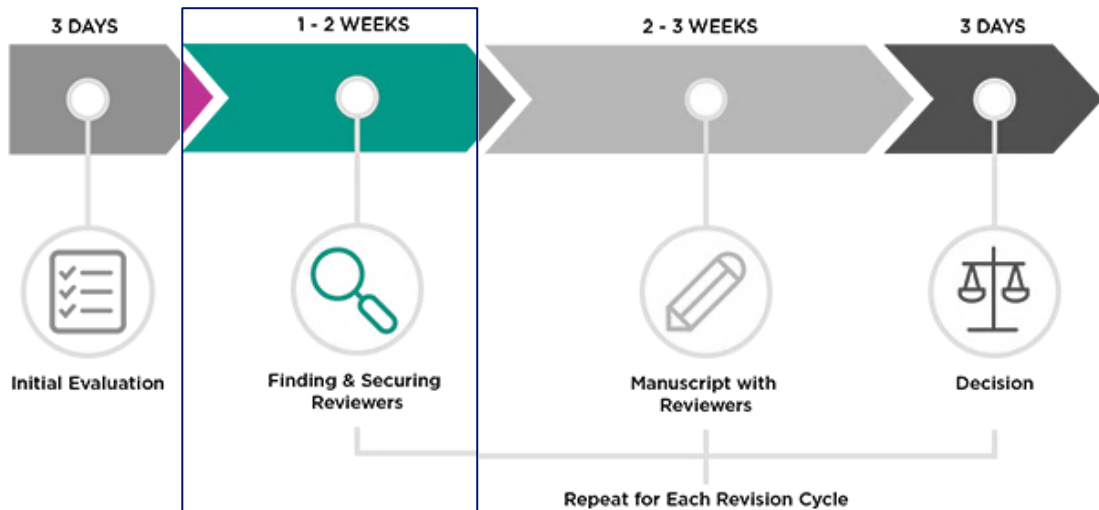 3 DAYS
1 - 2 WEEKS
2 - 3 WEEKS
3 DAYS
Initial Evaluation
Finding & Securing
Reviewers
Manuscript with
Reviewers
Decision
Repeat for Each Revision Cycle